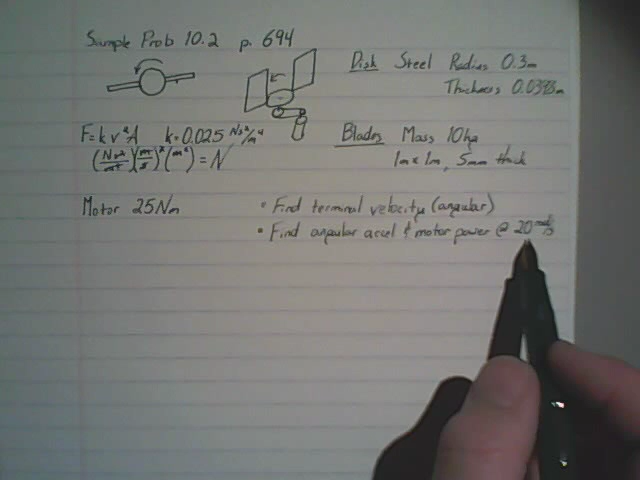 Sample Prob 10.2 p. 694
Disk Steel Radius 0.3m
Thickness 0.0398m
F=kv²A k=0.025 Ns²/m⁴
(Ns²/m⁴)(m/s)²(m²)=N
Blades Mass 10kg
1m x 1m, 5mm thick
Motor 25Nm
• Find terminal velocity (angular)
• Find angular accel & motor power @ 20 rad/s